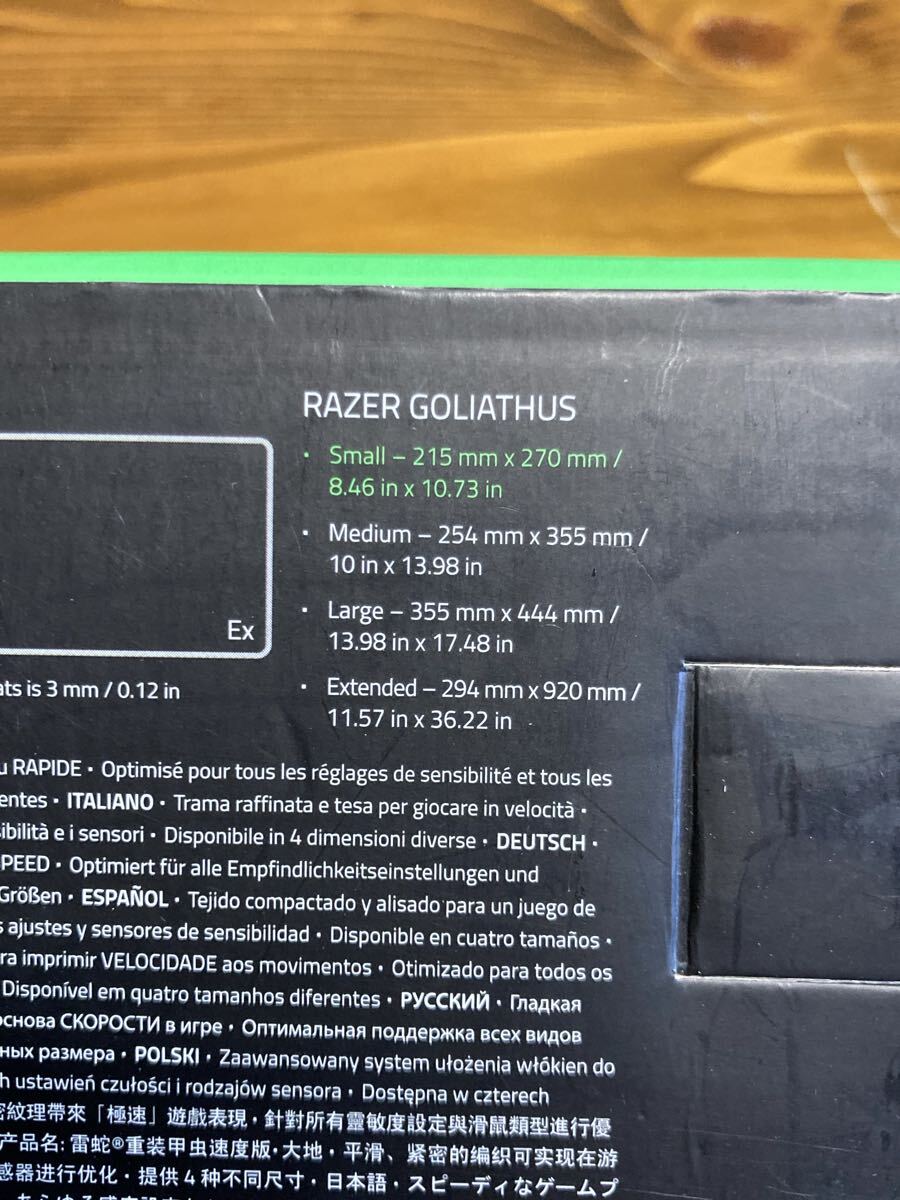 RAZER GOLIATHUS
· Small – 215 mm x 270 mm /
8.46 in x 10.73 in
· Medium – 254 mm x 355 mm /
10 in x 13.98 in
· Large – 355 mm x 444 mm /
13.98 in x 17.48 in
· Extended – 294 mm x 920 mm /
11.57 in x 36.22 in
Ex
ats is 3 mm / 0.12 in
u RAPIDE · Optimisé pour tous les réglages de sensibilité et tous les
entes · ITALIANO · Trama raffinata e tesa per giocare in velocità ·
sibilità e i sensori · Disponibile in 4 dimensioni diverse · DEUTSCH ·
PEED · Optimiert für alle Empfindlichkeitseinstellungen und
Größen · ESPAÑOL · Tejido compactado y alisado para un juego de
s ajustes y sensores de sensibilidad · Disponible en cuatro tamaños ·
ra imprimir VELOCIDADE aos movimentos · Otimizado para todos os
Disponível em quatro tamanhos diferentes · РУССКИЙ · Гладкая
основа СКОРОСТИ в игре · Оптимальная поддержка всех видов
ных размера · POLSKI · Zaawansowany system ułożenia włókien do
h ustawień czułości i rodzajów sensora · Dostępna w czterech
密紋理帶來「極速」遊戲表現 · 針對所有靈敏度設定與滑鼠類型進行優
产品名: 雷蛇®重装甲虫速度版·大地 · 平滑、紧密的编织可实现在游
感器进行优化 · 提供 4 种不同尺寸 · 日本語 · スピーディなゲームプ